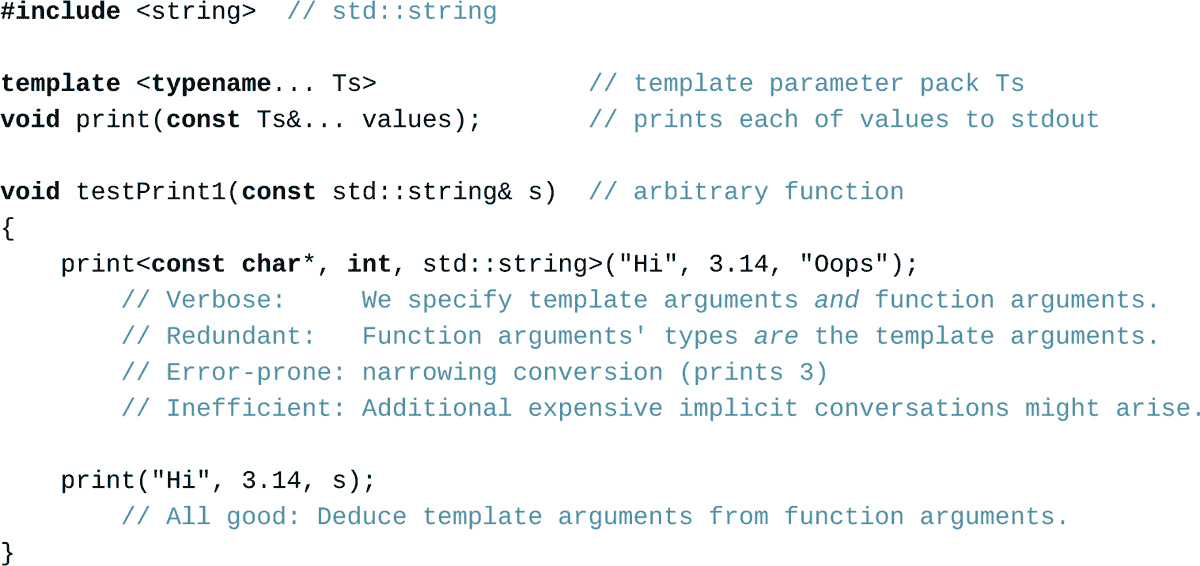 #include <string>  // std::string
template <typename... Ts>              // template parameter pack Ts
void print(const Ts&... values);       // prints each of values to stdout
void testPrint1(const std::string& s)  // arbitrary function
{
    print<const char*, int, std::string>("Hi", 3.14, "Oops");
        // Verbose:     We specify template arguments and function arguments.
        // Redundant:   Function arguments' types are the template arguments.
        // Error-prone: narrowing conversion (prints 3)
        // Inefficient: Additional expensive implicit conversations might arise.
    print("Hi", 3.14, s);
        // All good: Deduce template arguments from function arguments.
}